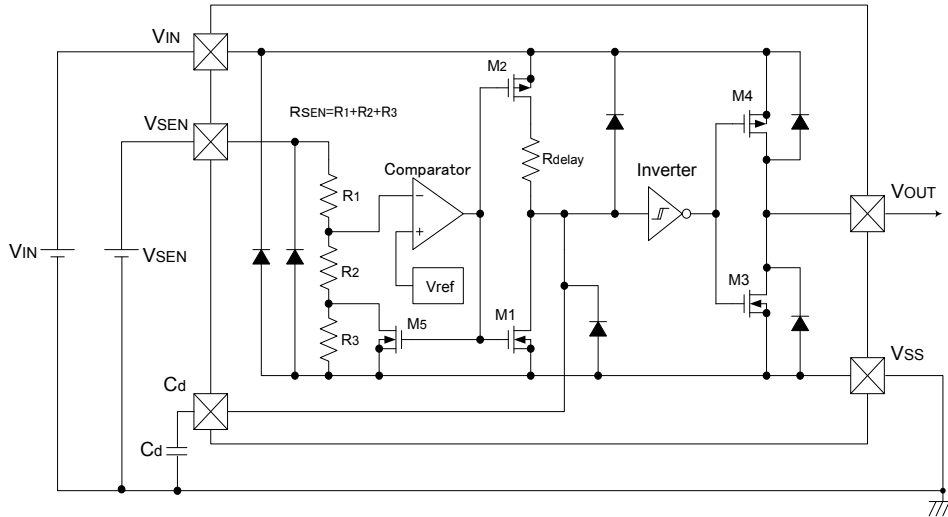 VIN
M2
M4
RSEN=R1+R2+R3
VSEN
Comparator
Rdelay
Inverter
R1
−
+
VOUT
VIN
VSEN
R2
Vref
M3
R3
M5
M1
VSS
Cd
Cd